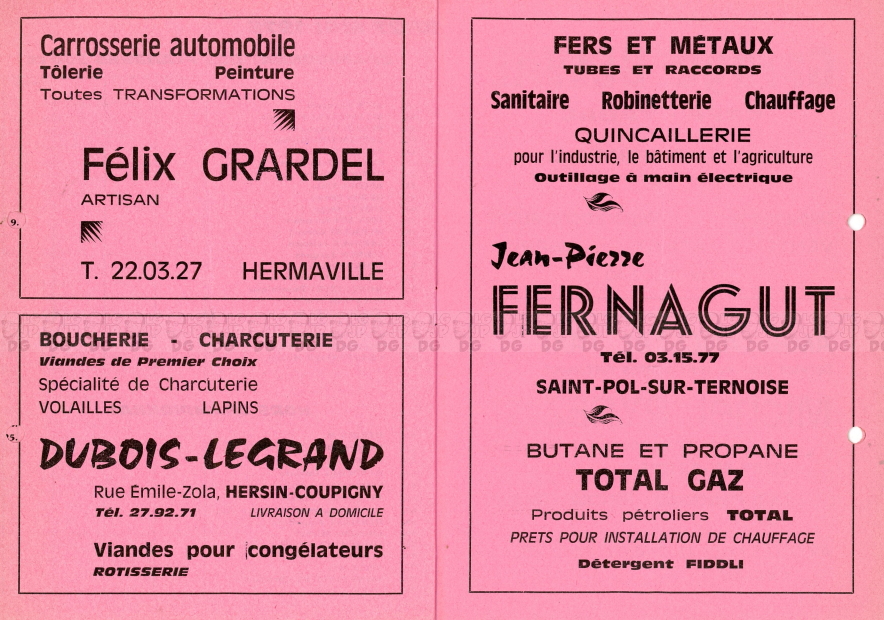 Carrosserie automobile
Tôlerie Peinture
Toutes TRANSFORMATIONS
Félix GRARDEL
ARTISAN
T. 22.03.27 HERMAVILLE
BOUCHERIE - CHARCUTERIE
Viandes de Premier Choix
Spécialité de Charcuterie
VOLAILLES LAPINS
DUBOIS-LEGRAND
Rue Émile-Zola, HERSIN-COUPIGNY
Tél. 27.92.71 LIVRAISON A DOMICILE
Viandes pour congélateurs
ROTISSERIE
FERS ET MÉTAUX
TUBES ET RACCORDS
Sanitaire Robinetterie Chauffage
QUINCAILLERIE
pour l'industrie, le bâtiment et l'agriculture
Outillage à main électrique
Jean-Pierre
FERNAGUT
Tél. 03.15.77
SAINT-POL-SUR-TERNOISE
BUTANE ET PROPANE
TOTAL GAZ
Produits pétroliers TOTAL
PRETS POUR INSTALLATION DE CHAUFFAGE
Détergent FIDDLI